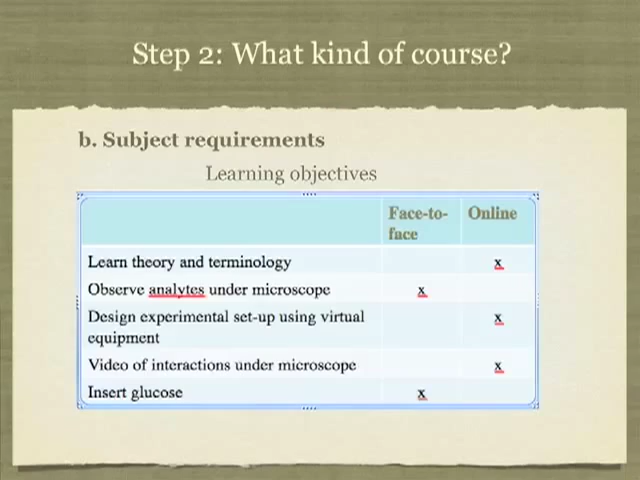 Step 2: What kind of course?
b. Subject requirements
Learning objectives
Face-to-face Online
Learn theory and terminology x
Observe analytes under microscope x
Design experimental set-up using virtual
equipment x
Video of interactions under microscope x
Insert glucose x